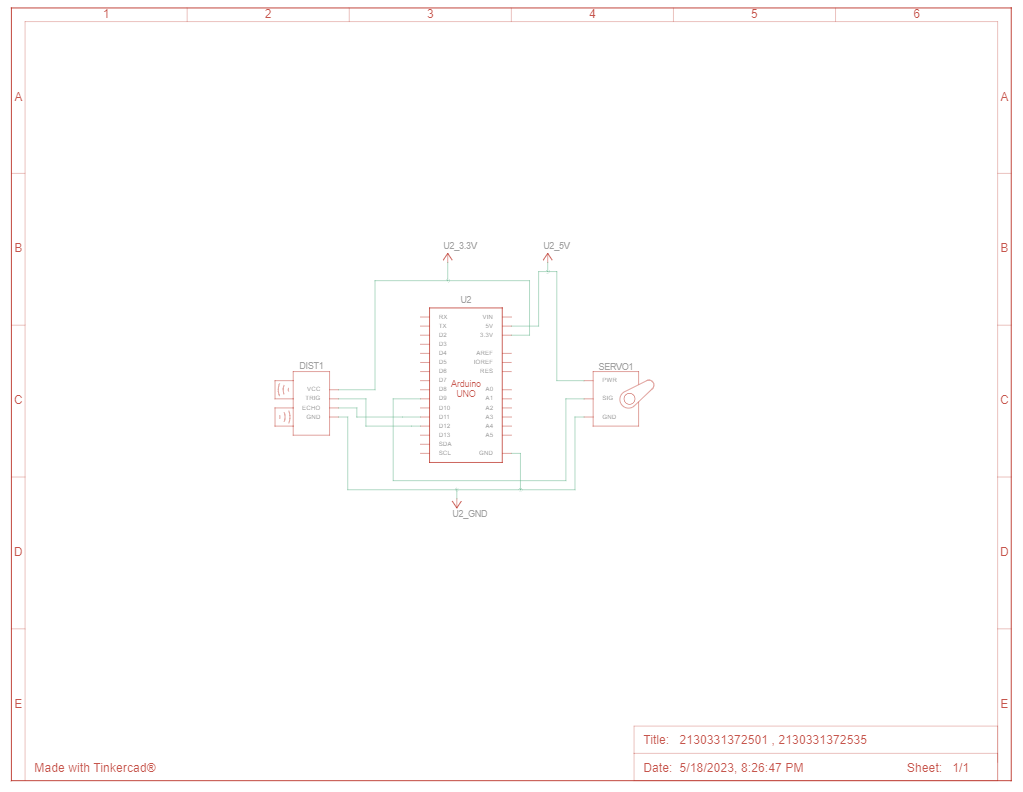 1 2 3 4 5 6
A A
B B
U2_3.3V U2_5V
U2
RX VIN
TX 5V
D2 3.3V
D3
D4 AREF
D5 IOREF
D6 RES
D7
D8 A0
D9 A1
D10 A2
D11 A3
D12 A4
D13 A5
SDA
SCL GND
Arduino
UNO
DIST1
VCC
TRIG
ECHO
GND
SERVO1
PWR
SIG
GND
C C
U2_GND
D D
E E
Title: 2130331372501 , 2130331372535
Made with Tinkercad®
Date: 5/18/2023, 8:26:47 PM Sheet: 1/1